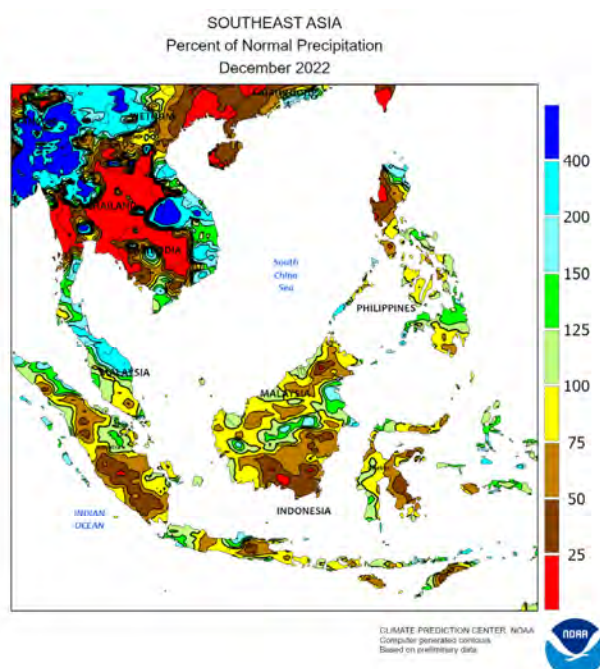 SOUTHEAST ASIA
Percent of Normal Precipitation
December 2022
South
China
Sea
PHILIPPINES
MALAYSIA
MALAYSIA
INDONESIA
INDIAN
OCEAN
400
200
150
125
100
75
50
25
CLIMATE PREDICTION CENTER, NOAA
Computer generated contours
Based on preliminary data
NOAA